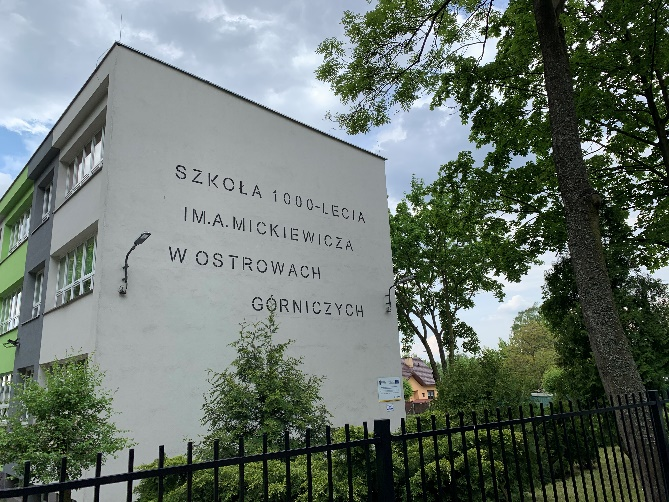 SZKOŁA 1000-LECIA
IM.A.MICKIEWICZA
W OSTROWACH
GÓRNICZYCH